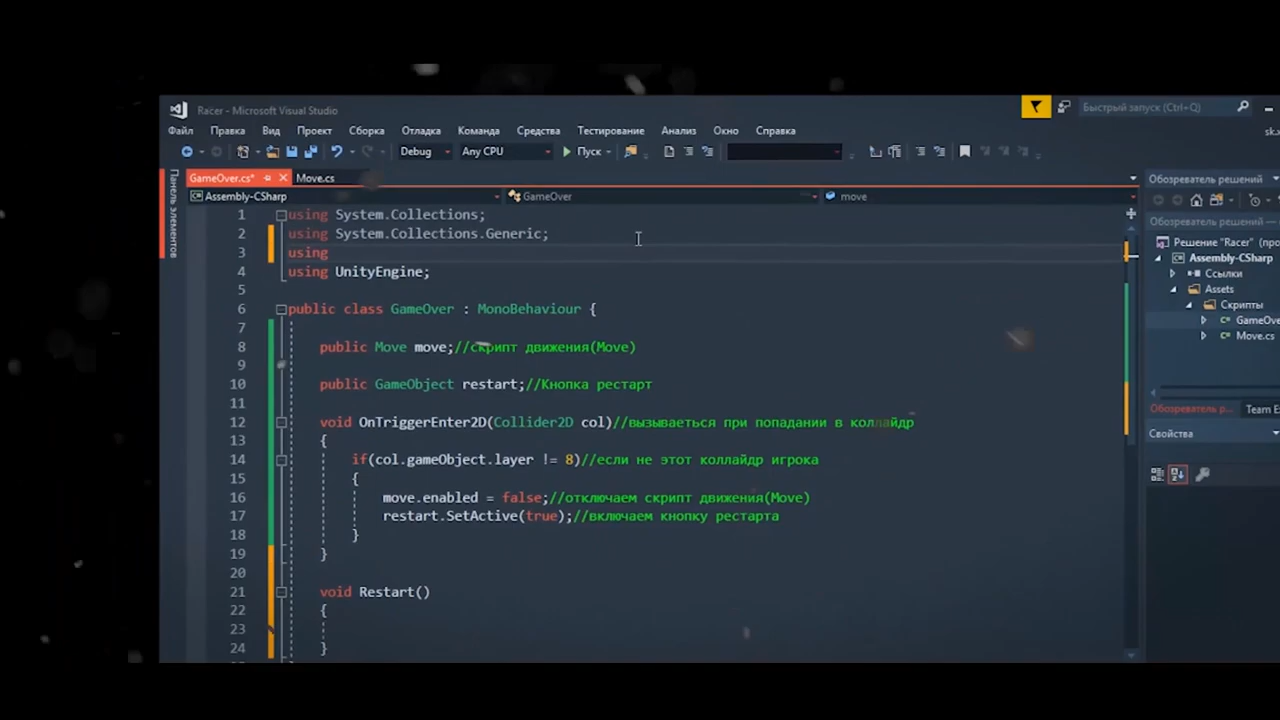 Racer - Microsoft Visual Studio
Быстрый запуск (Ctrl+Q)
Файл Правка Вид Проект Сборка Отладка Команда Средства Тестирование Анализ Окно Справка
Debug Any CPU Пуск
GameOver.cs* Move.cs
Assembly-CSharp GameOver move
Панель элементов
1 using System.Collections;
2 using System.Collections.Generic;
3 using
4 using UnityEngine;
5
6 public class GameOver : MonoBehaviour {
7
8 public Move move;//скрипт движения(Move)
9
10 public GameObject restart;//Кнопка рестарт
11
12 void OnTriggerEnter2D(Collider2D col)//вызываеться при попадании в коллайдр
13 {
14 if(col.gameObject.layer != 8)//если не этот коллайдр игрока
15 {
16 move.enabled = false;//отключаем скрипт движения(Move)
17 restart.SetActive(true);//включаем кнопку рестарта
18 }
19 }
20
21 void Restart()
22 {
23
24 }
Обозреватель решений
Обозреватель решений
Решение "Racer" (про
Assembly-CSharp
Ссылки
Assets
Скрипты
GameOve
Move.cs
Обозреватель р... Team E
Свойства